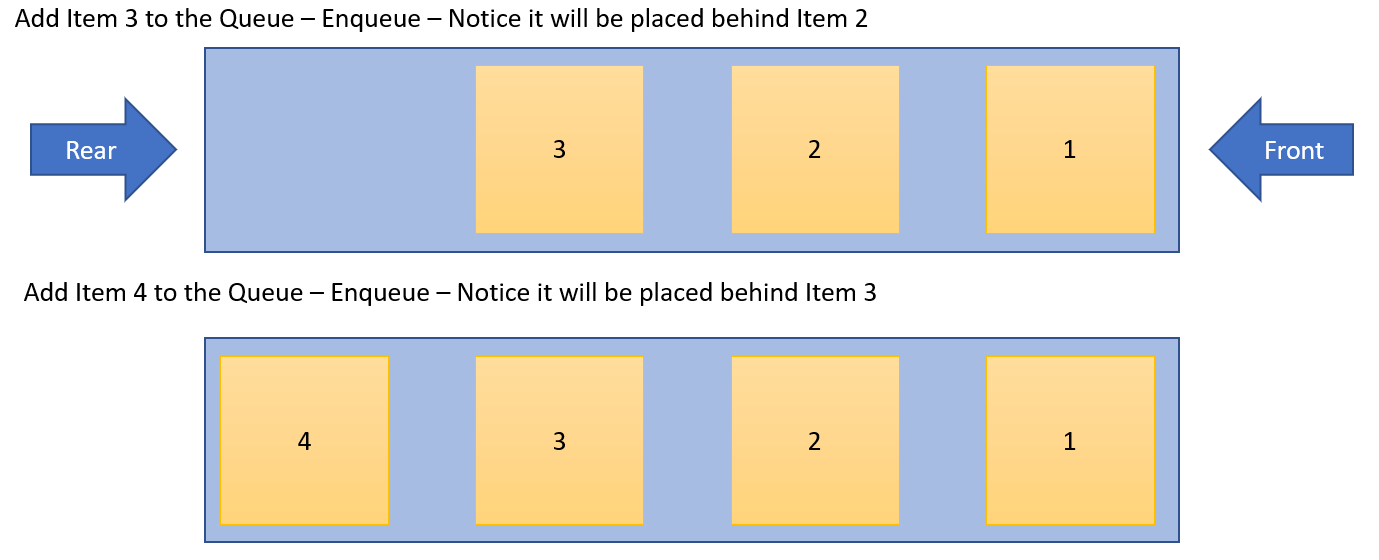 Add Item 3 to the Queue – Enqueue – Notice it will be placed behind Item 2
Rear
3
2
1
Front
Add Item 4 to the Queue – Enqueue – Notice it will be placed behind Item 3
4
3
2
1